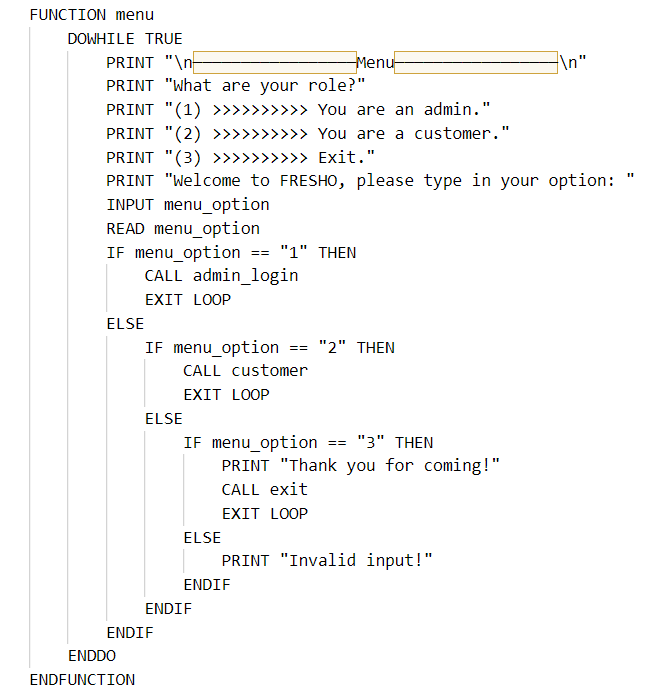 FUNCTION menu
DOWHILE TRUE
PRINT "\n—————————————————Menu—————————————————\n"
PRINT "What are your role?"
PRINT "(1) >>>>>>>>>> You are an admin."
PRINT "(2) >>>>>>>>>> You are a customer."
PRINT "(3) >>>>>>>>>> Exit."
PRINT "Welcome to FRESHO, please type in your option: "
INPUT menu_option
READ menu_option
IF menu_option == "1" THEN
CALL admin_login
EXIT LOOP
ELSE
IF menu_option == "2" THEN
CALL customer
EXIT LOOP
ELSE
IF menu_option == "3" THEN
PRINT "Thank you for coming!"
CALL exit
EXIT LOOP
ELSE
PRINT "Invalid input!"
ENDIF
ENDIF
ENDIF
ENDDO
ENDFUNCTION